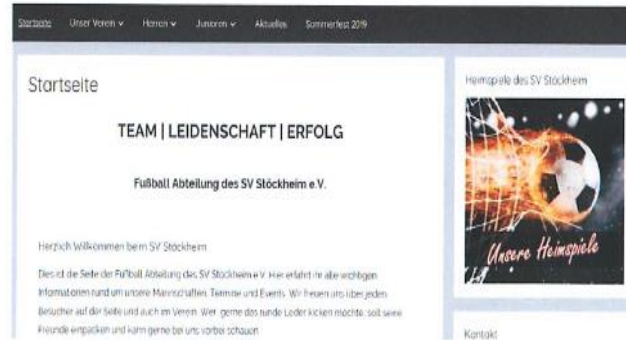 Startseite Unser Verein Herren Junioren Aktuelles Sommerfest 2019
Startseite
TEAM | LEIDENSCHAFT | ERFOLG
Fußball Abteilung des SV Stöckheim e.V.
Herzlich Willkommen beim SV Stöckheim
Dies ist die Seite der Fußball Abteilung des SV Stöckheim e.V. Hier erfahrt ihr alle wichtigen
Informationen rund um unsere Mannschaften, Termine und Events. Wir freuen uns über jeden
Besucher auf der Seite und auch im Verein. Wer gerne das runde Leder kicken möchte, soll seine
Freunde einpacken und kann gerne bei uns vorbei schauen.
Heimspiele des SV Stöckheim
Unsere Heimspiele
Kontakt